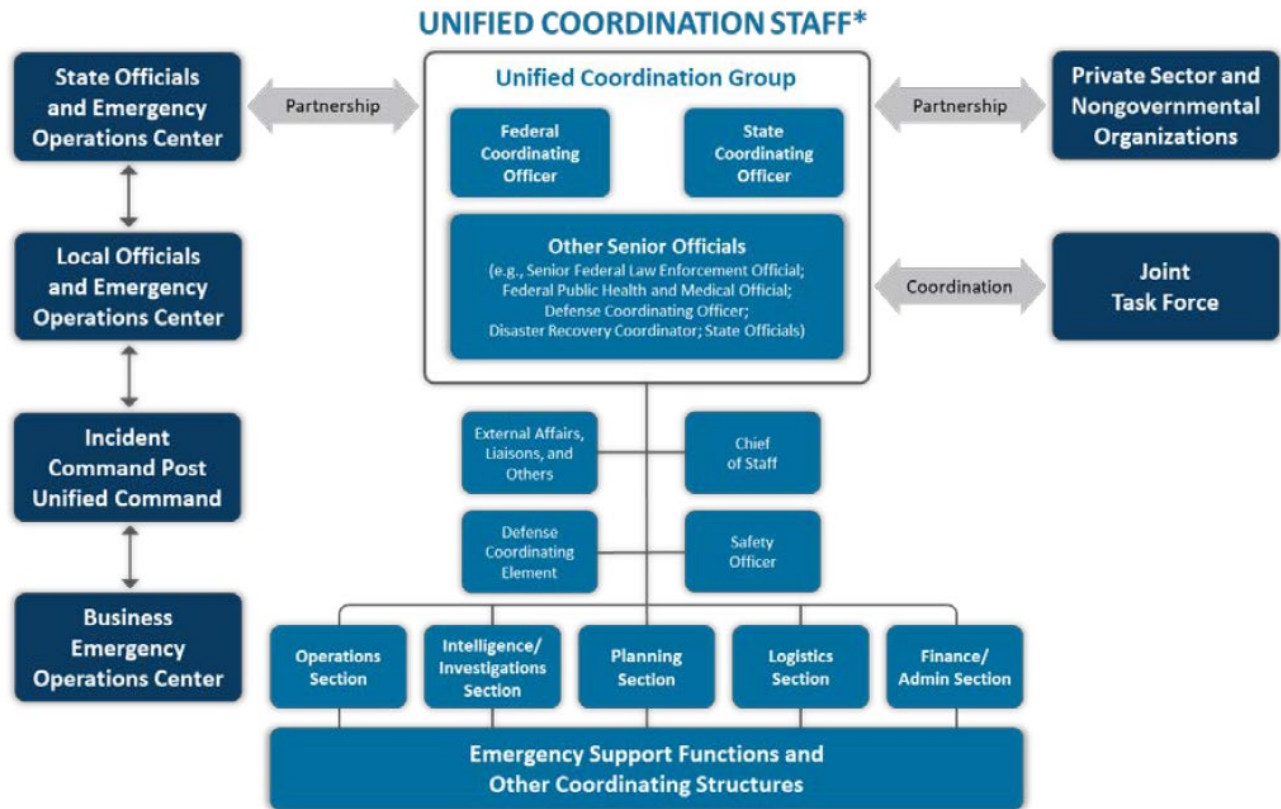 UNIFIED COORDINATION STAFF*
State Officials
and Emergency
Operations Center
Partnership
Unified Coordination Group
Federal
Coordinating
Officer
State
Coordinating
Officer
Partnership
Private Sector and
Nongovernmental
Organizations
Local Officials
and Emergency
Operations Center
Other Senior Officials
(e.g., Senior Federal Law Enforcement Official;
Federal Public Health and Medical Official;
Defense Coordinating Officer;
Disaster Recovery Coordinator; State Officials)
Coordination
Joint
Task Force
Incident
Command Post
Unified Command
External Affairs,
Liaisons, and
Others
Chief
of Staff
Defense
Coordinating
Element
Safety
Officer
Business
Emergency
Operations Center
Operations
Section
Intelligence/
Investigations
Section
Planning
Section
Logistics
Section
Finance/
Admin Section
Emergency Support Functions and
Other Coordinating Structures